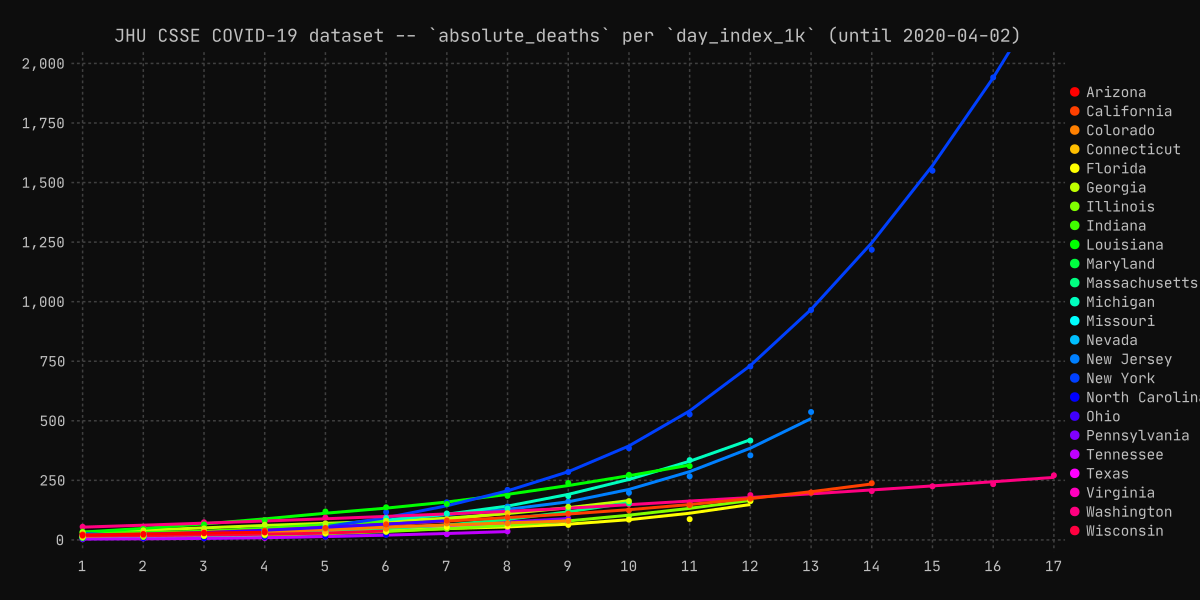 JHU CSSE COVID-19 dataset -- `absolute_deaths` per `day_index_1k` (until 2020-04-02)
2,000
1,750
1,500
1,250
1,000
750
500
250
0
1 2 3 4 5 6 7 8 9 10 11 12 13 14 15 16 17
Arizona
California
Colorado
Connecticut
Florida
Georgia
Illinois
Indiana
Louisiana
Maryland
Massachusetts
Michigan
Missouri
Nevada
New Jersey
New York
North Carolin
Ohio
Pennsylvania
Tennessee
Texas
Virginia
Washington
Wisconsin